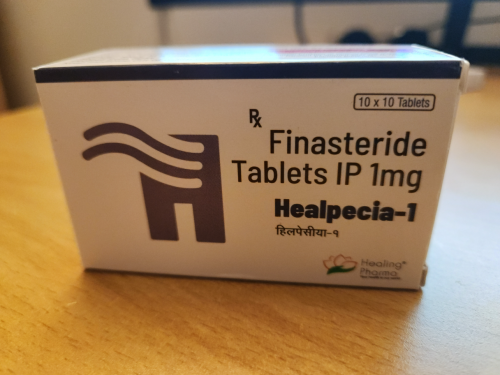 10 x 10 Tablets
Rx
Finasteride
Tablets IP 1mg
Healpecia-1
हिलपेसीया-१
Healing®
Pharma